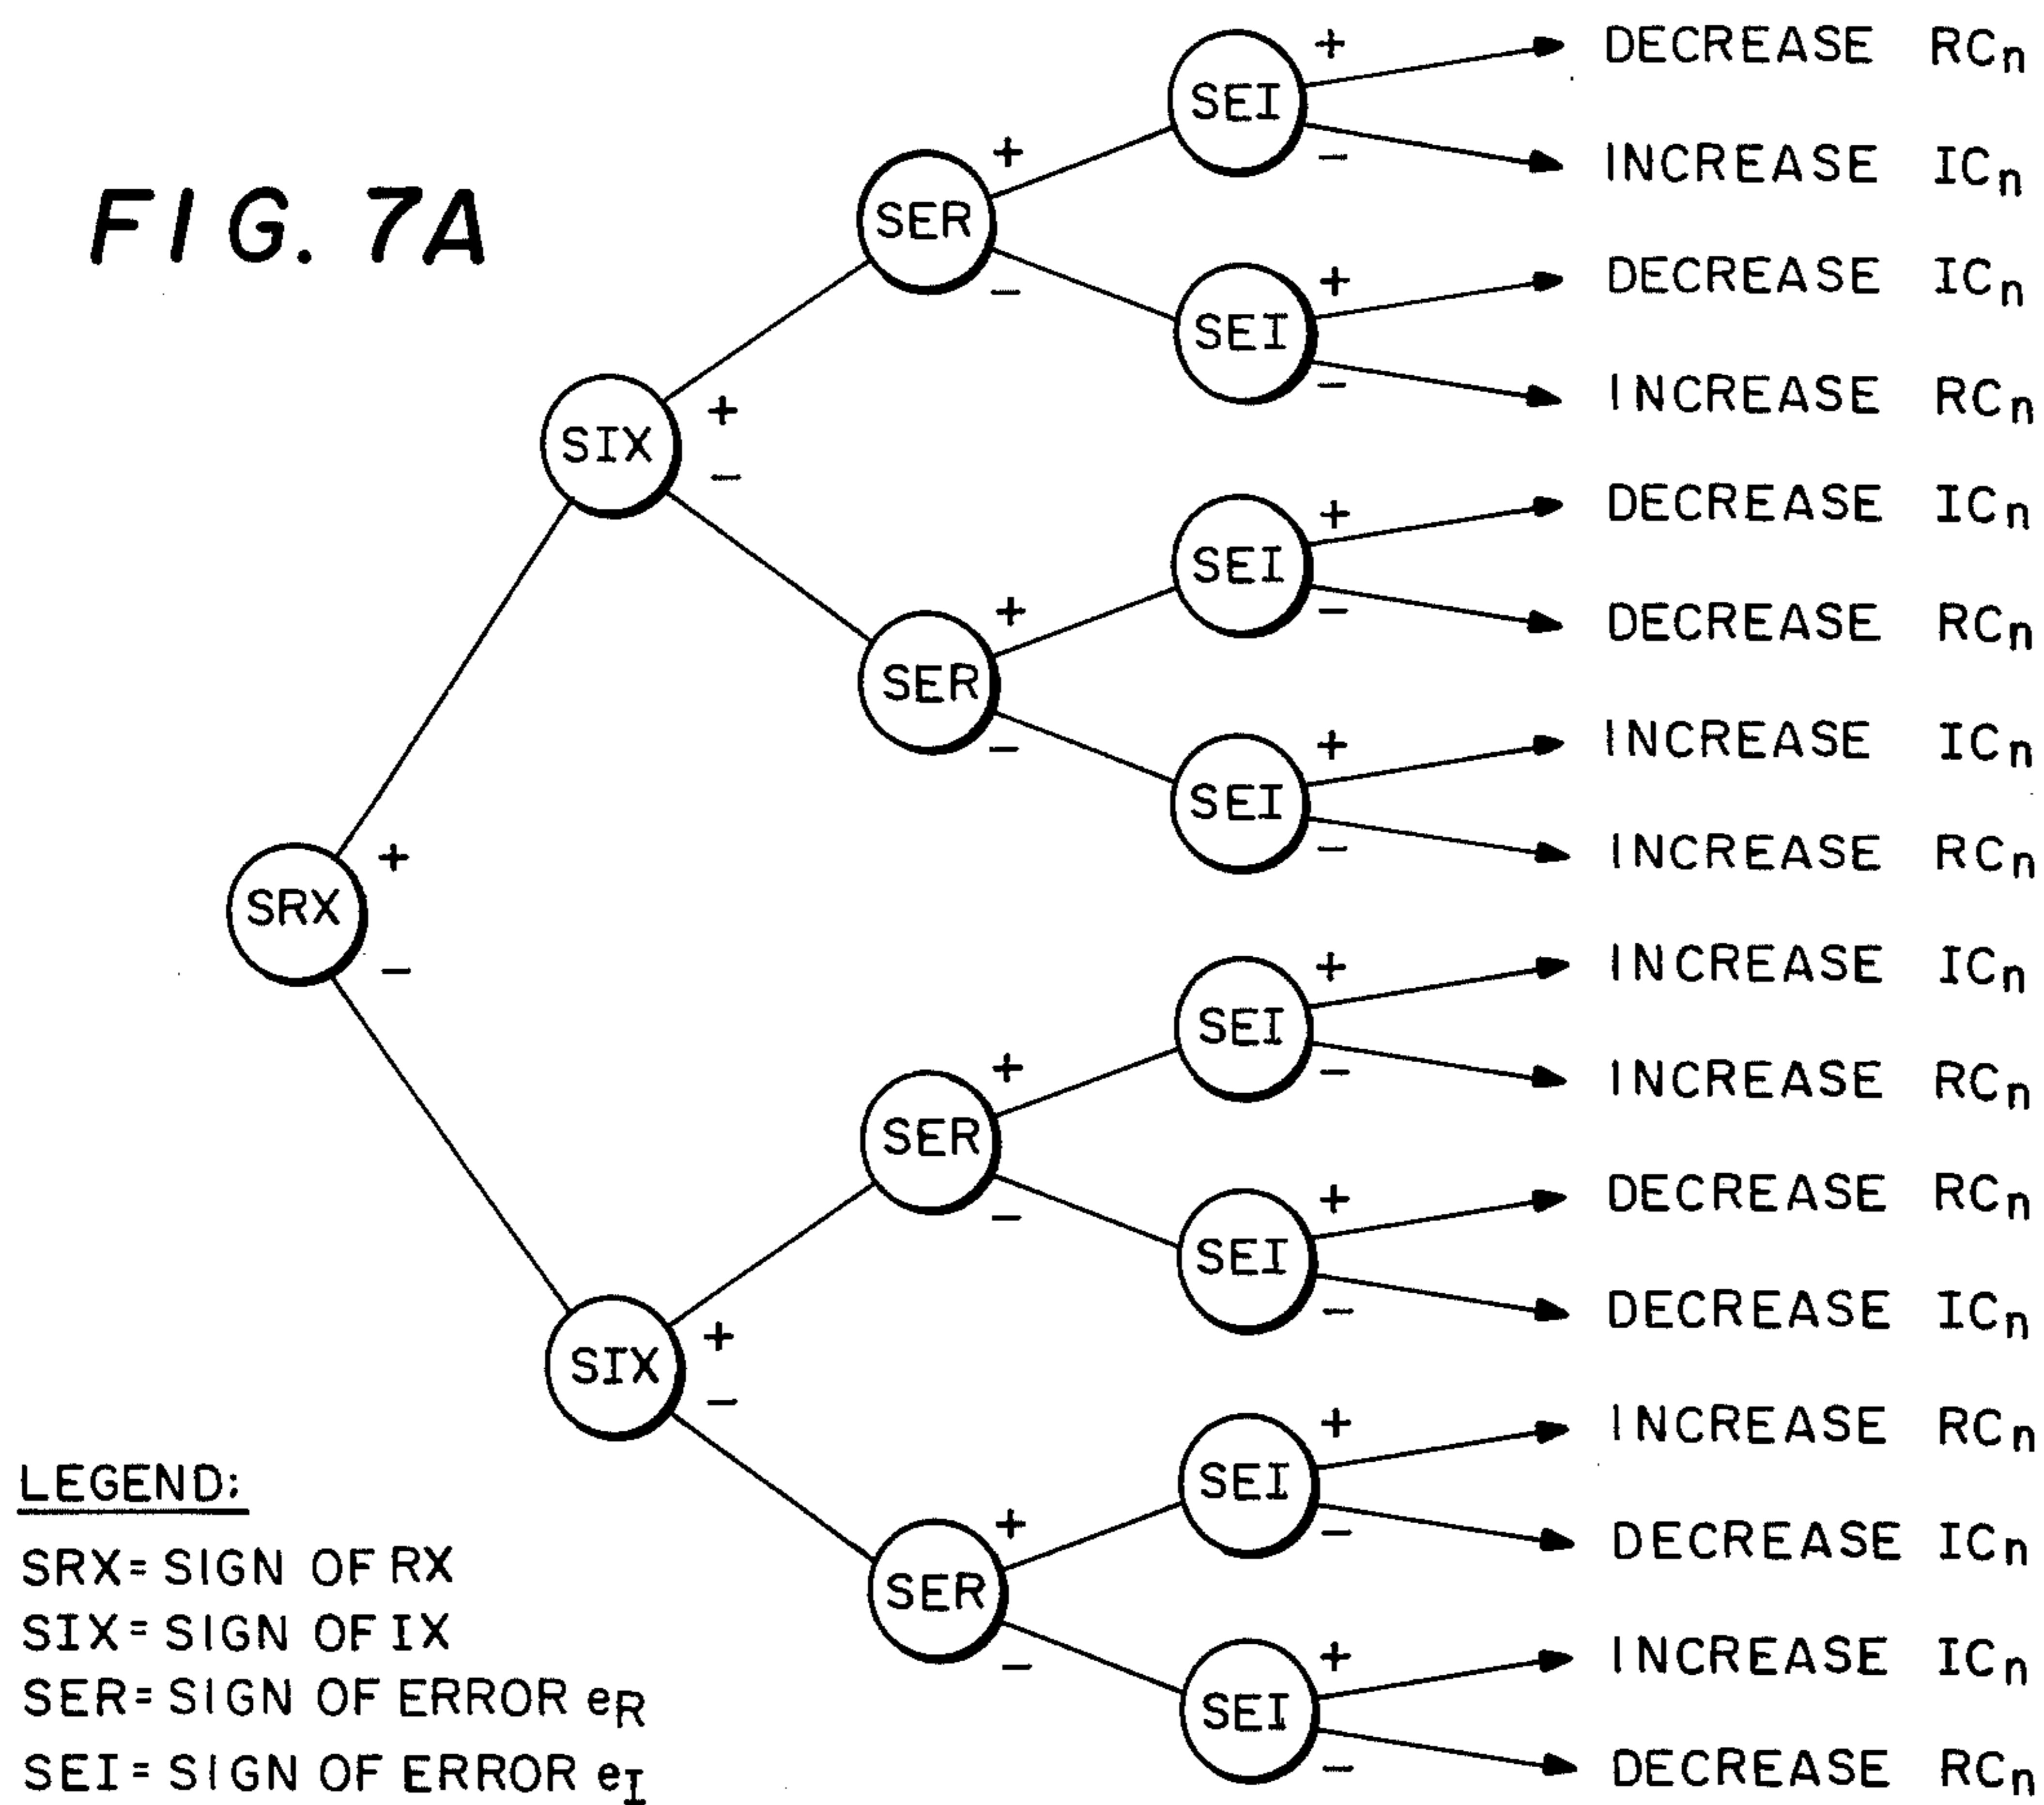 FIG. 7A
SRX
+
−
SIX
+
−
SIX
+
−
SER
+
−
SER
+
−
SER
+
−
SER
+
−
SEI
+
−
SEI
+
−
SEI
+
−
SEI
+
−
SEI
+
−
SEI
+
−
SEI
+
−
SEI
+
−
DECREASE RCn
INCREASE ICn
DECREASE ICn
INCREASE RCn
DECREASE ICn
DECREASE RCn
INCREASE ICn
INCREASE RCn
INCREASE ICn
INCREASE RCn
DECREASE RCn
DECREASE ICn
INCREASE RCn
DECREASE ICn
INCREASE ICn
DECREASE RCn
LEGEND:
SRX= SIGN OF RX
SIX= SIGN OF IX
SER= SIGN OF ERROR eR
SEI= SIGN OF ERROR eI